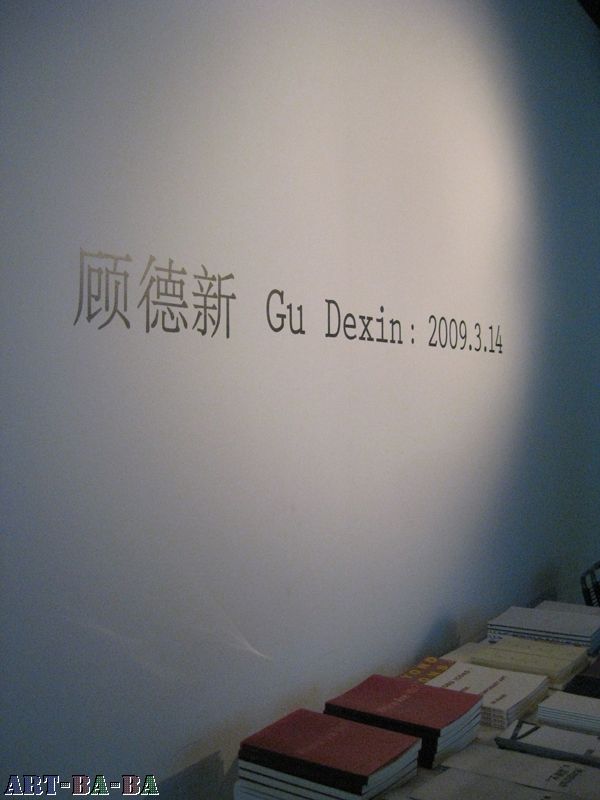 顾德新 Gu Dexin: 2009.3.14
ART-BA-BA